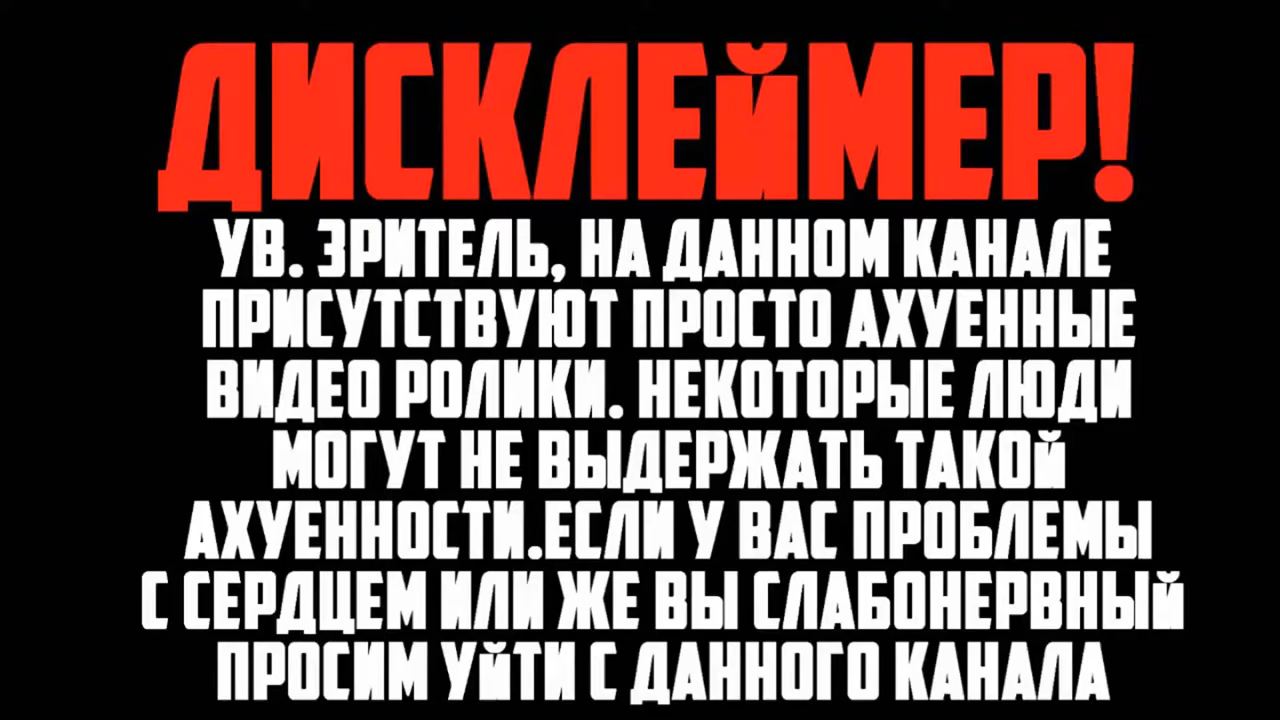 ДИСКЛЕЙМЕР!
УВ. ЗРИТЕЛЬ, НА ДАННОМ КАНАЛЕ
ПРИСУТСТВУЮТ ПРОСТО АХУЕННЫЕ
ВИДЕО РОЛИКИ. НЕКОТОРЫЕ ЛЮДИ
МОГУТ НЕ ВЫДЕРЖАТЬ ТАКОЙ
АХУЕННОСТИ.ЕСЛИ У ВАС ПРОБЛЕМЫ
С СЕРДЦЕМ ИЛИ ЖЕ ВЫ СЛАБОНЕРВНЫЙ
ПРОСИМ УЙТИ С ДАННОГО КАНАЛА